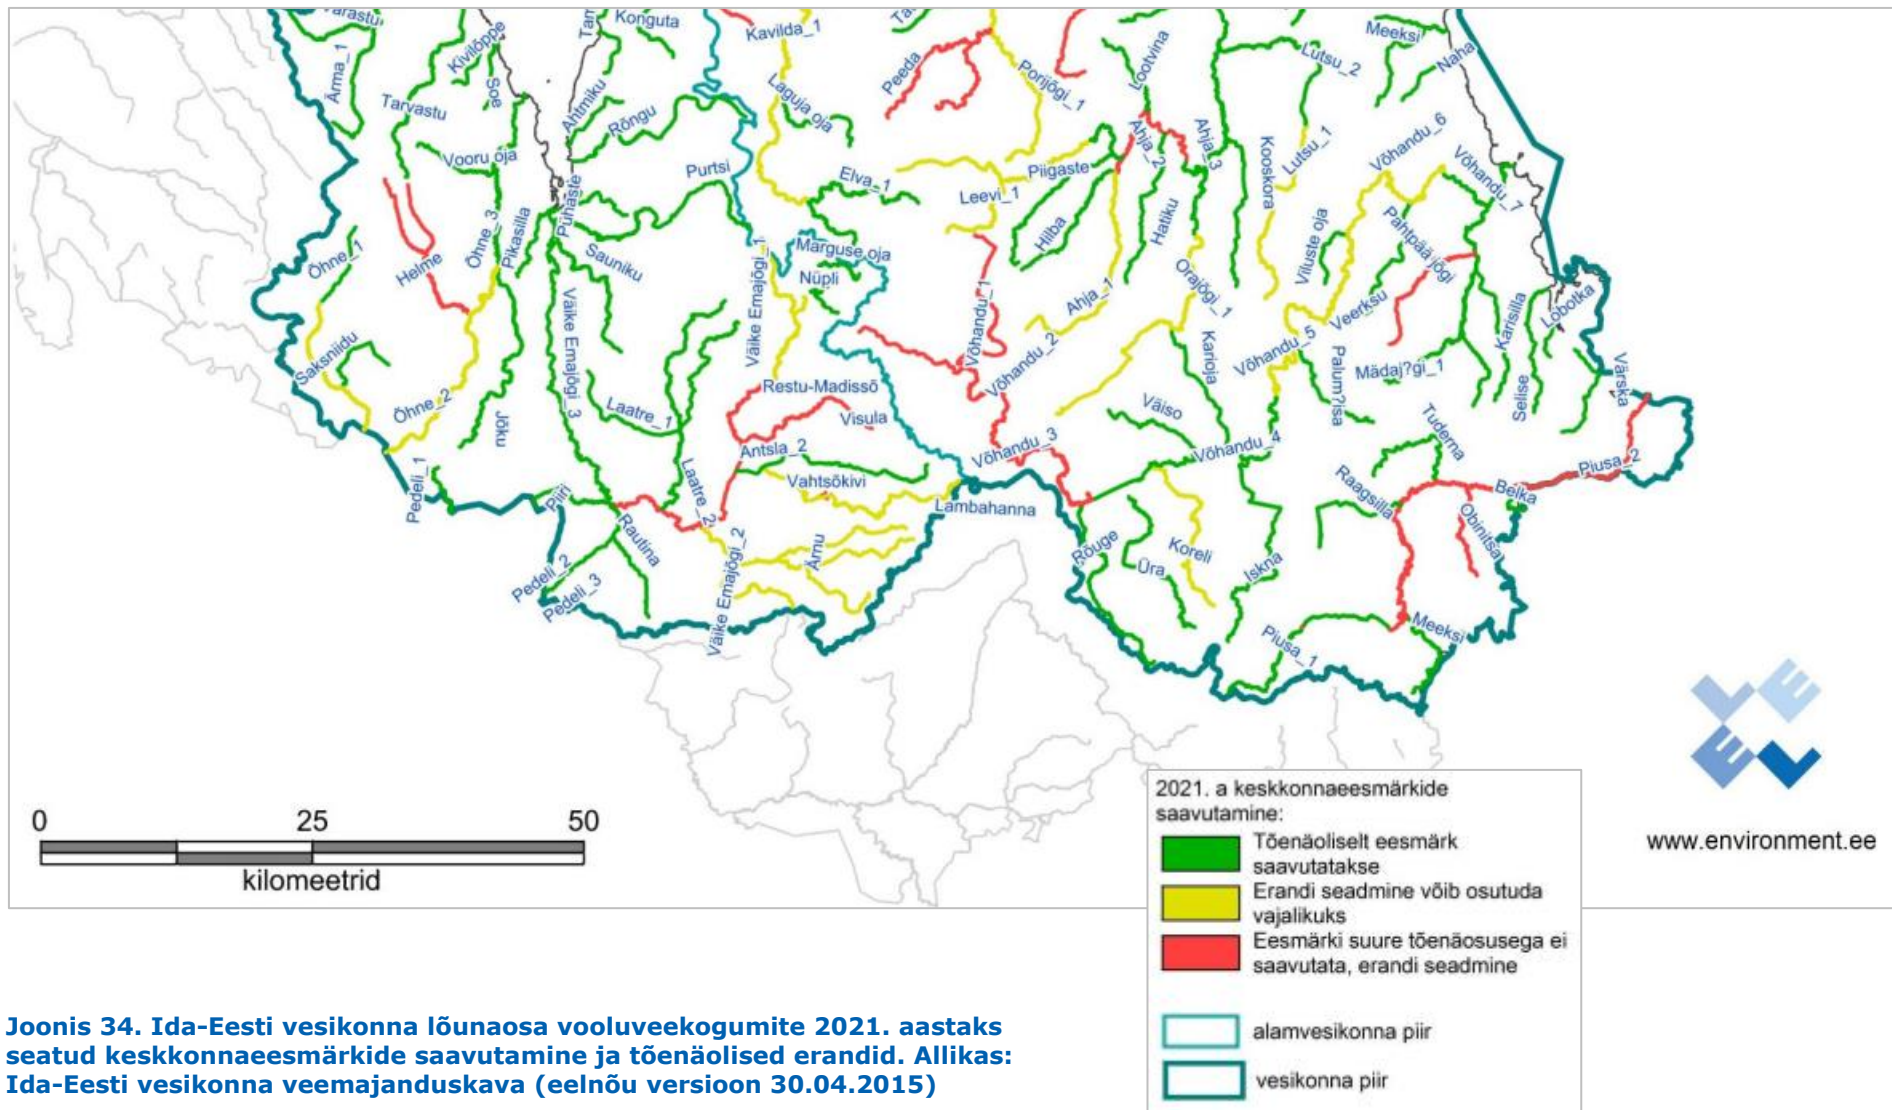 Tarvastu
Konguta
Kavilda_1
Meeksi
Naha
Lutsu_2
Lootvina
Peeda
Porijõgi_1
Kivilõppe
Soe
Ärma_1
Tarvastu
Ahtmiku
Rõngu
Laguja oja
Vooru oja
Purtsi
Elva_1
Leevi_1
Piigaste
Ahja_2
Ahja_3
Kooskora
Lutsu_1
Võhandu_6
Võhandu_7
Pühaste
Õhne_3
Pikasilla
Sauniku
Õhne_1
Helme
Marguse oja
Nüpli
Hilba
Hatiku
Viluste oja
Pahtpää jõgi
Väike Emajõgi_1
Võhandu_1
Ahja_1
Orajõgi_1
Veerksu
Karisilla
Lobotka
Saksniidu
Väike Emajõgi_3
Võhandu_2
Karioja
Võhandu_5
Palum?isa
Mädaj?gi_1
Selise
Värska
Õhne_2
Jõku
Laatre_1
Restu-Madissõ
Visula
Väiso
Tuderna
Antsla_2
Võhandu_3
Võhandu_4
Pedeli_1
Piiri
Laatre_2
Vahtsõkivi
Lambahanna
Raagsilla
Belka
Piusa_2
Obinitsa
Rautina
Väike Emajõgi_2
Ärnu
Rõuge
Üra
Koreli
Iskna
Pedeli_2
Pedeli_3
Piusa_1
Meeksi
0 25 50
kilomeetrid
www.environment.ee
2021. a keskkonnaeesmärkide
saavutamine:
Tõenäoliselt eesmärk
saavutatakse
Erandi seadmine võib osutuda
vajalikuks
Eesmärki suure tõenäosusega ei
saavutata, erandi seadmine
alamvesikonna piir
vesikonna piir
Joonis 34. Ida-Eesti vesikonna lõunaosa vooluveekogumite 2021. aastaks
seatud keskkonnaeesmärkide saavutamine ja tõenäolised erandid. Allikas:
Ida-Eesti vesikonna veemajanduskava (eelnõu versioon 30.04.2015)